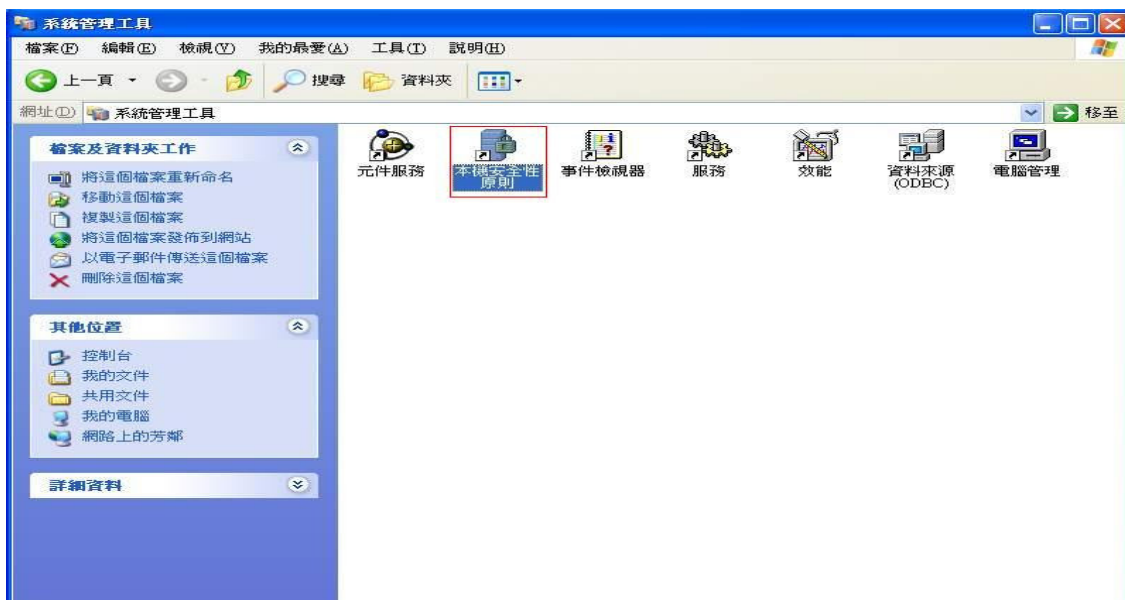 系統管理工具
檔案(F) 編輯(E) 檢視(V) 我的最愛(A) 工具(T) 說明(H)
上一頁 搜尋 資料夾
網址(D) 系統管理工具 移至
檔案及資料夾工作
將這個檔案重新命名
移動這個檔案
複製這個檔案
將這個檔案發佈到網站
以電子郵件傳送這個檔案
刪除這個檔案
其他位置
控制台
我的文件
共用文件
我的電腦
網路上的芳鄰
詳細資料
元件服務
本機安全性
原則
事件檢視器
服務
效能
資料來源
(ODBC)
電腦管理